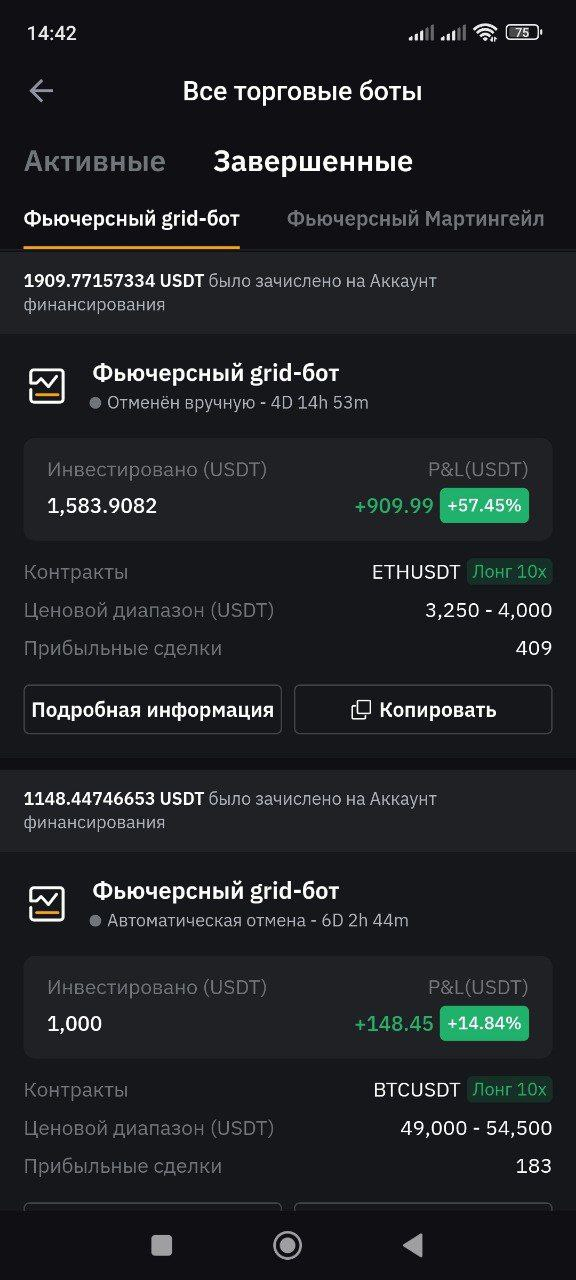 14:42
75
Все торговые боты
Активные Завершенные
Фьючерсный grid-бот Фьючерсный Мартингейл
1909.77157334 USDT было зачислено на Аккаунт
финансирования
Фьючерсный grid-бот
Отменён вручную - 4D 14h 53m
Инвестировано (USDT) P&L(USDT)
1,583.9082 +909.99 +57.45%
Контракты ETHUSDT Лонг 10x
Ценовой диапазон (USDT) 3,250 - 4,000
Прибыльные сделки 409
Подробная информация Копировать
1148.44746653 USDT было зачислено на Аккаунт
финансирования
Фьючерсный grid-бот
Автоматическая отмена - 6D 2h 44m
Инвестировано (USDT) P&L(USDT)
1,000 +148.45 +14.84%
Контракты BTCUSDT Лонг 10x
Ценовой диапазон (USDT) 49,000 - 54,500
Прибыльные сделки 183